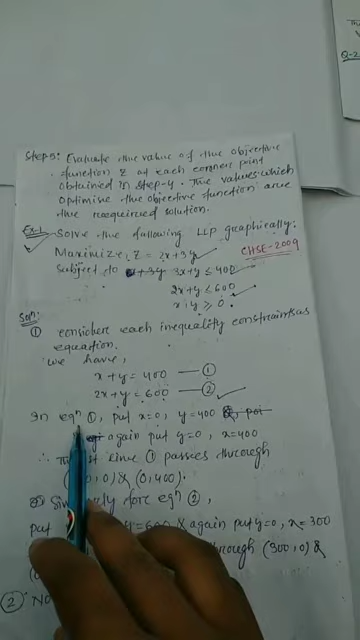 Q-2
Step 5: Evaluate the value of the objective
function Z at each corner point
obtained in step-4. The values which
optimise the objective function are
the required solution.
Ex-1 Solve the following LLP graphically.
Maximize, Z = 2x+3y CHSE-2009
Subject to x+y ≤ 400
2x+y ≤ 600
x,y ≥ 0.
Soln:
① consider each inequality constraints as
equation.
We have,
x+y = 400 —— ①
2x+y = 600 —— ②
In eqn ①, put x=0, y=400
again put y=0, x=400
line ① passes through
,0) & (0,400).
for eqn ②,
put y=600 & again put y=0, x=300
through (300,0) &
②